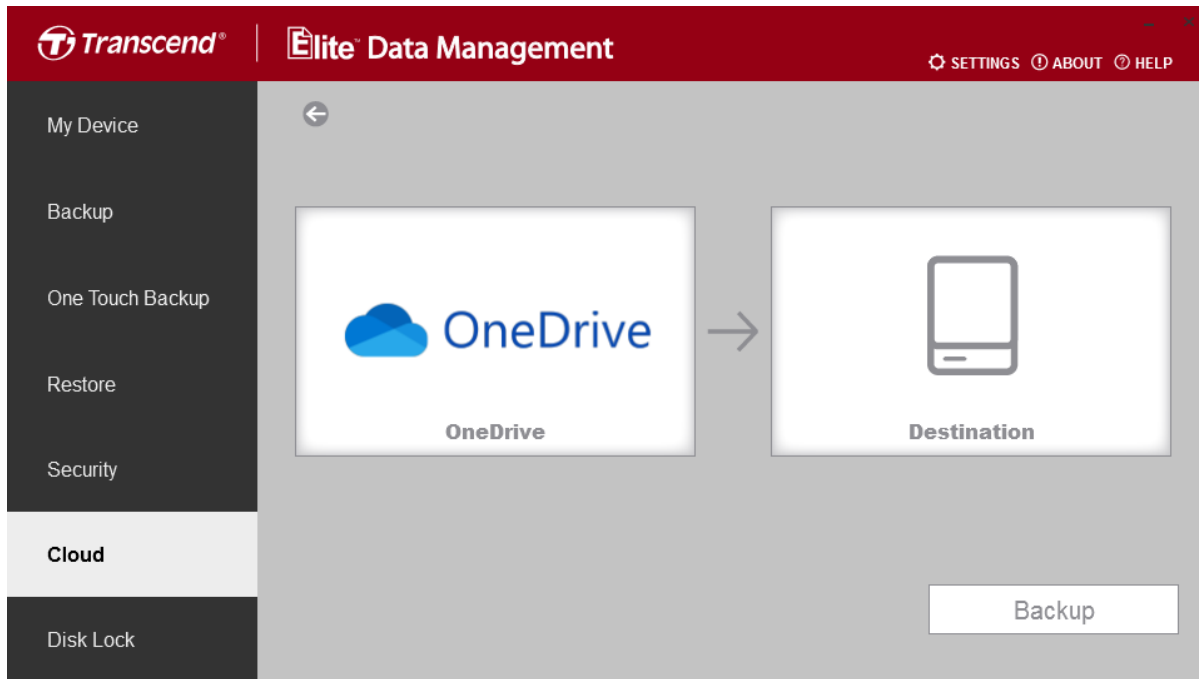 Transcend®
Elite™ Data Management
SETTINGS ABOUT HELP
My Device
Backup
One Touch Backup
Restore
Security
Cloud
Disk Lock
OneDrive
OneDrive
Destination
Backup